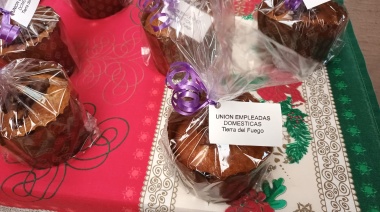 UNION EMPLEADAS
DOMESTICAS
Tierra del Fuego